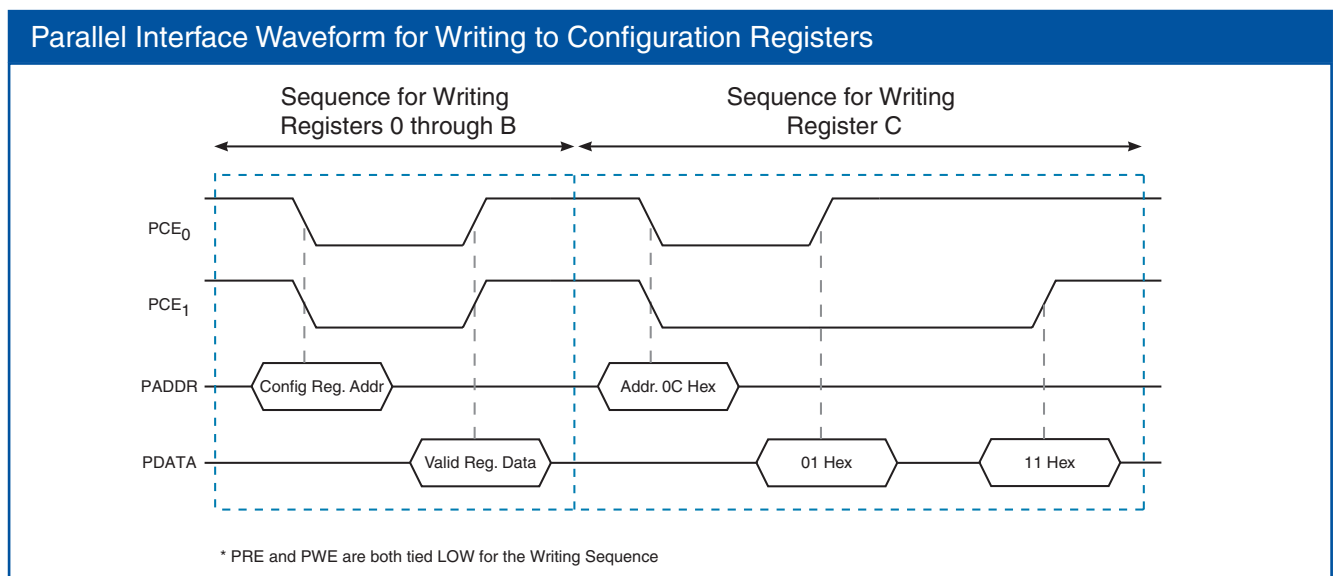 Parallel Interface Waveform for Writing to Configuration Registers
Sequence for Writing
Registers 0 through B
Sequence for Writing
Register C
PCE0
PCE1
PADDR
Config Reg. Addr
Addr. 0C Hex
PDATA
Valid Reg. Data
01 Hex
11 Hex
* PRE and PWE are both tied LOW for the Writing Sequence